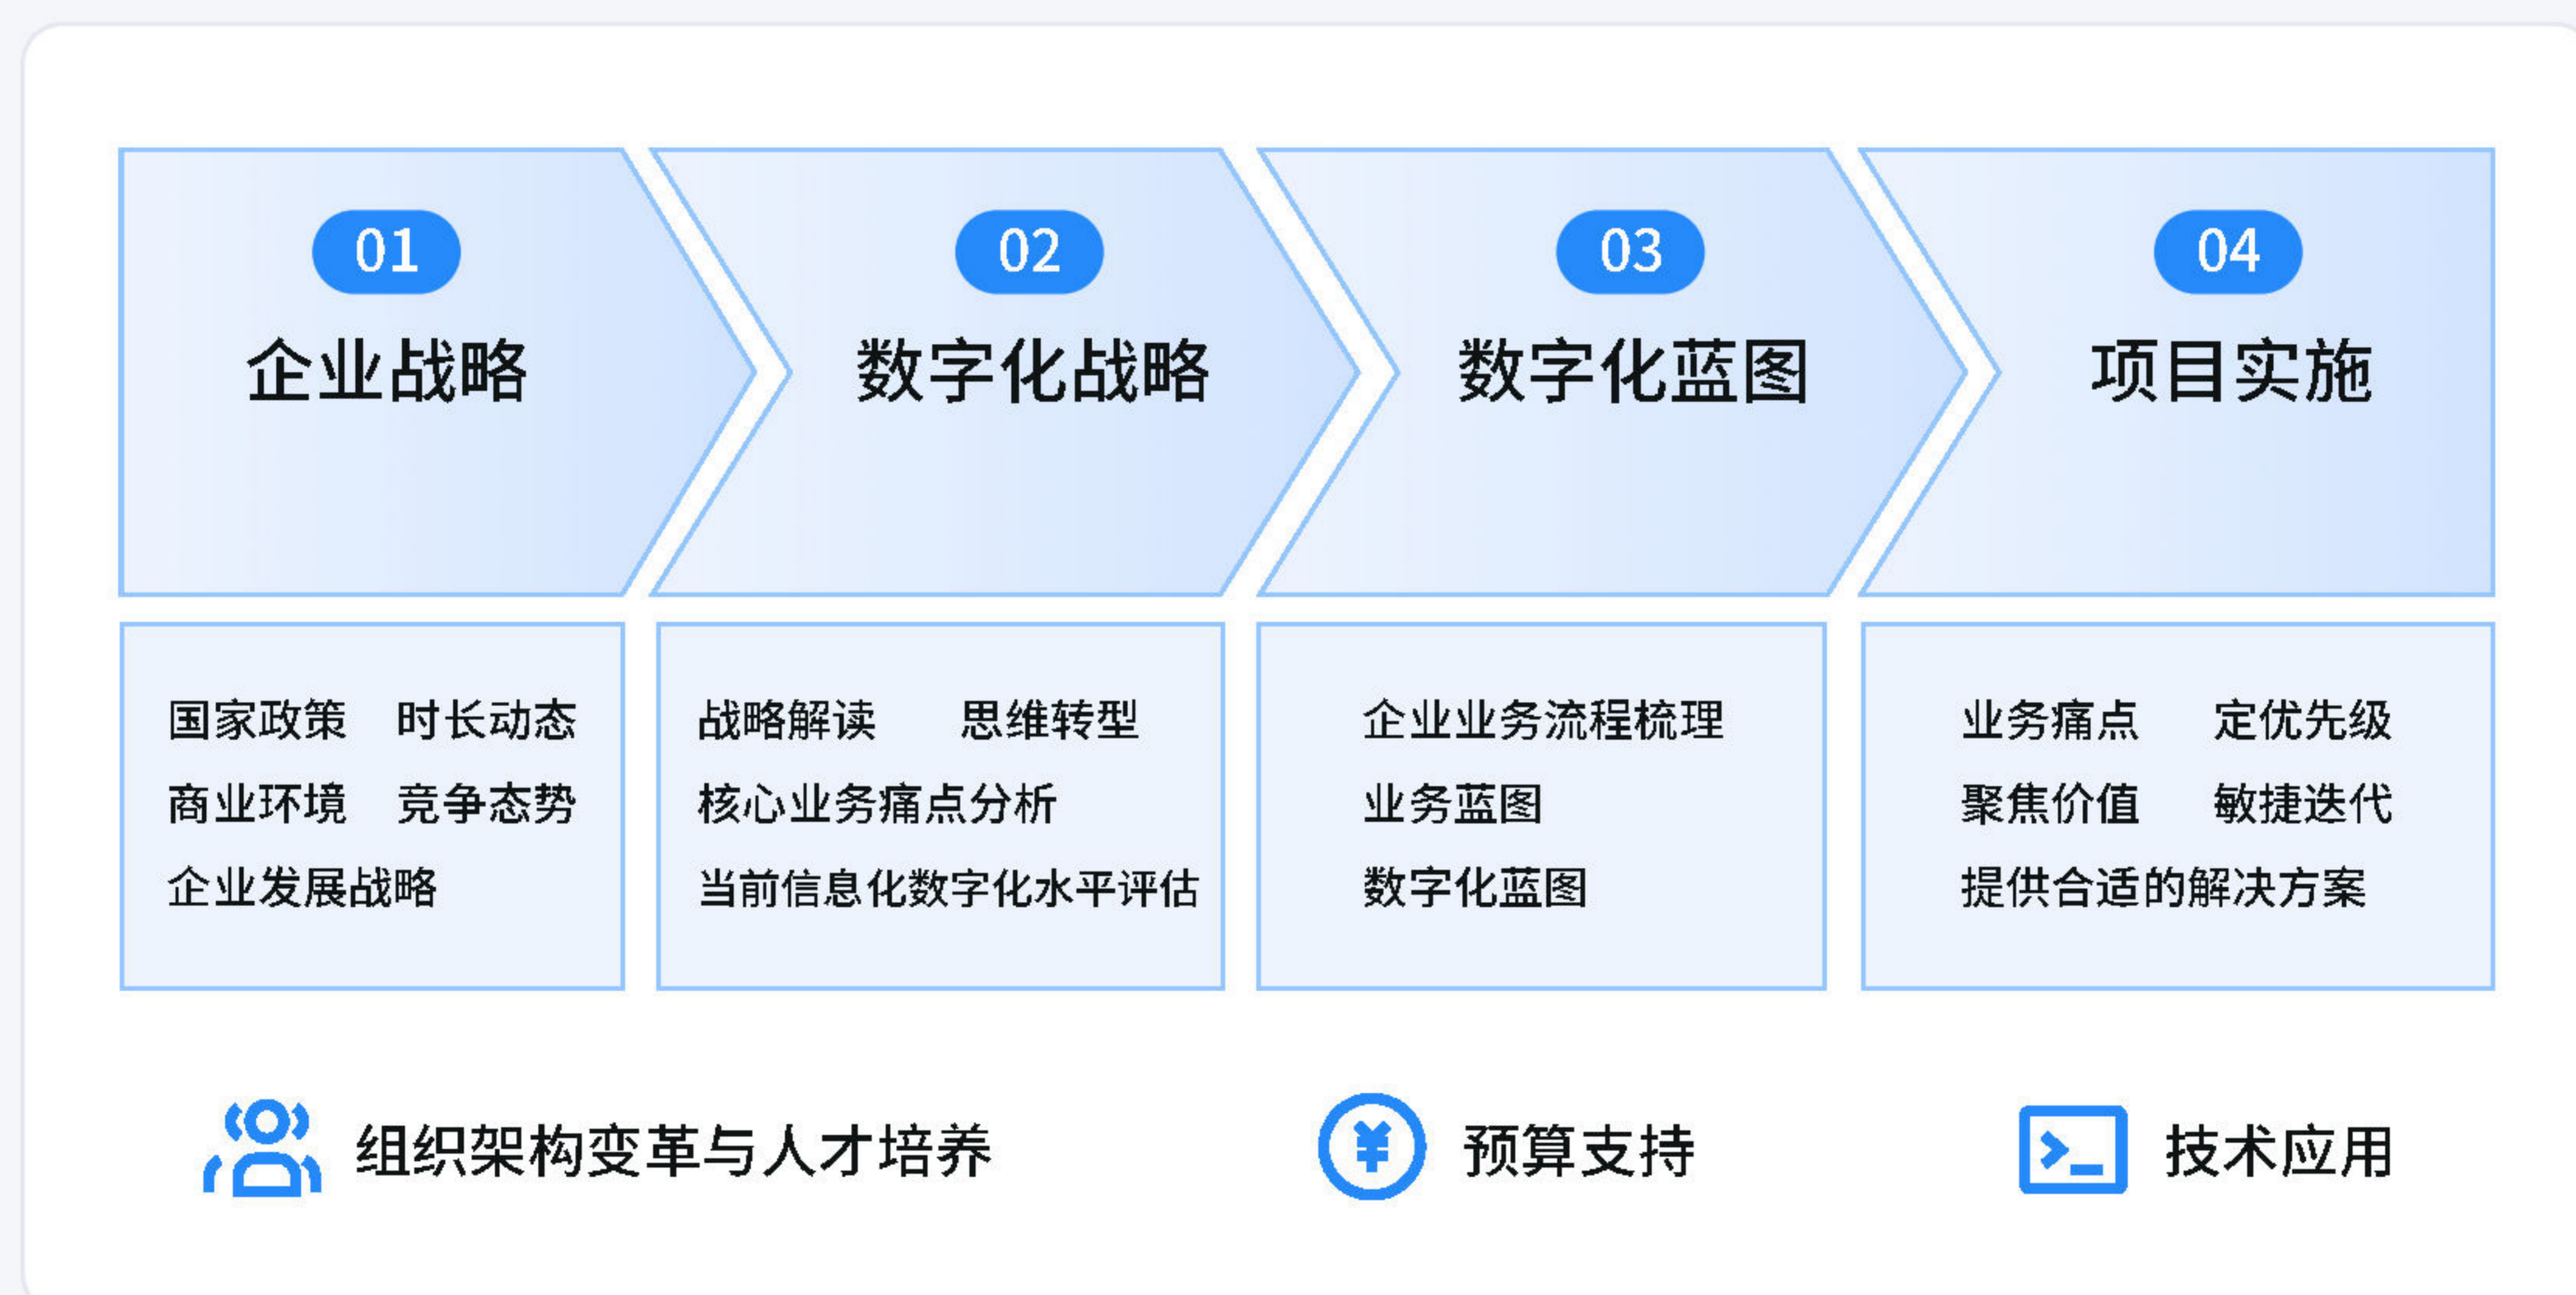 01
企业战略
02
数字化战略
03
数字化蓝图
04
项目实施
国家政策 时长动态
商业环境 竞争态势
企业发展战略
战略解读 思维转型
核心业务痛点分析
当前信息化数字化水平评估
企业业务流程梳理
业务蓝图
数字化蓝图
业务痛点 定优先级
聚焦价值 敏捷迭代
提供合适的解决方案
组织架构变革与人才培养
¥ 预算支持
技术应用